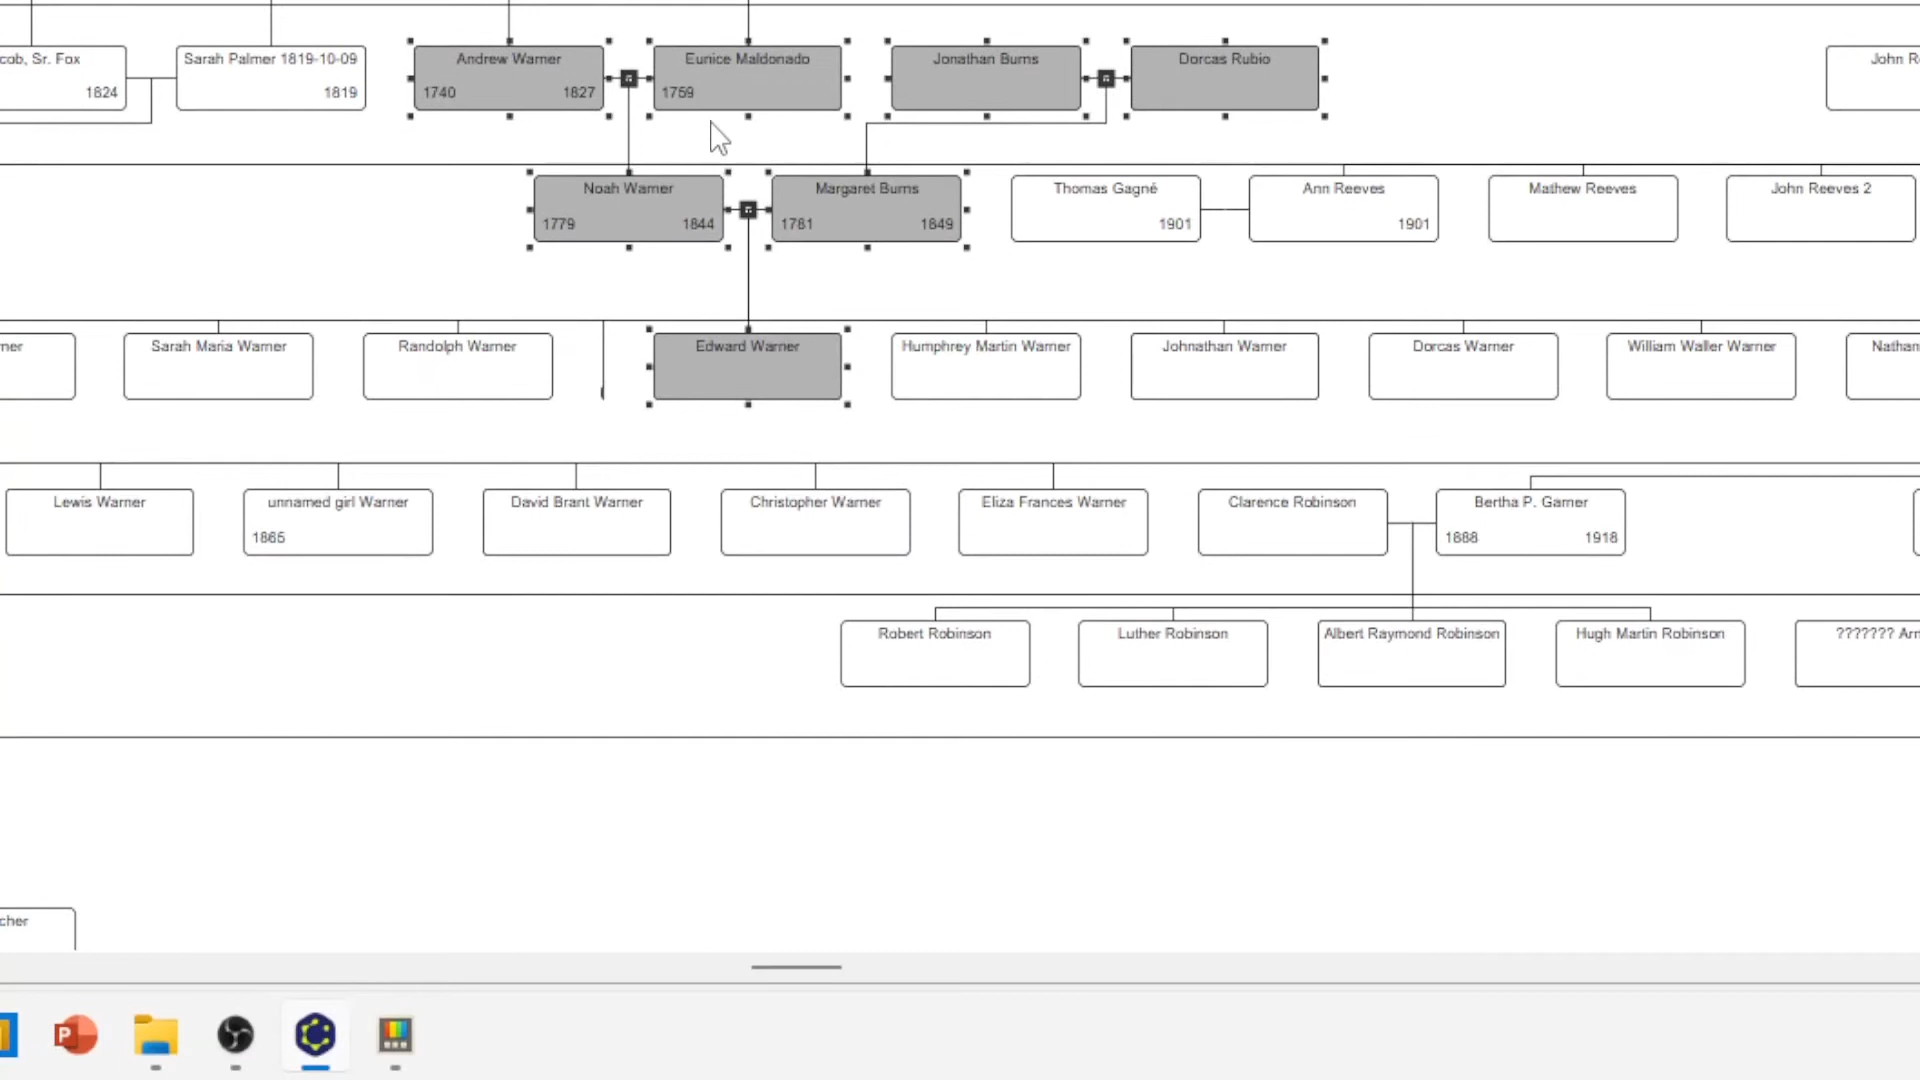 cob, Sr. Fox
1824
Sarah Palmer 1819-10-09
1819
Andrew Warner
1740 1827
Eunice Maldonado
1759
Jonathan Burns
Dorcas Rubio
John R
Noah Warner
1779 1844
Margaret Burns
1781 1849
Thomas Gagné
1901
Ann Reeves
1901
Mathew Reeves
John Reeves 2
ner
Sarah Maria Warner
Randolph Warner
Edward Warner
Humphrey Martin Warner
Johnathan Warner
Dorcas Warner
William Waller Warner
Nathan
Lewis Warner
unnamed girl Warner
1865
David Brant Warner
Christopher Warner
Eliza Frances Warner
Clarence Robinson
Bertha P. Garner
1888 1918
Robert Robinson
Luther Robinson
Albert Raymond Robinson
Hugh Martin Robinson
??????? Arn
cher
P